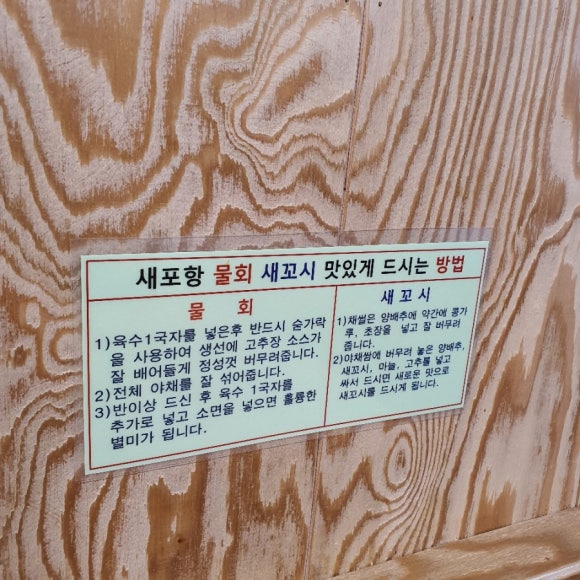 새포항 물회 새꼬시 맛있게 드시는 방법
물 회
1)육수1국자를 넣은후 반드시 숟가락
을 사용하여 생선에 고추장 소스가
잘 배어들게 정성껏 버무려줍니다.
2)전체 야채를 잘 섞어줍니다.
3)반이상 드신 후 육수 1국자를
추가로 넣고 소면을 넣으면 훌륭한
별미가 됩니다.
새 꼬 시
1)채썰은 양배추에 약간에 콩가
루, 초장을 넣고 잘 버무려
줍니다.
2)야채쌈에 버무려 놓은 양배추,
새꼬시, 마늘, 고추를 넣고
싸서 드시면 새로운 맛으로
새꼬시를 드시게 됩니다.